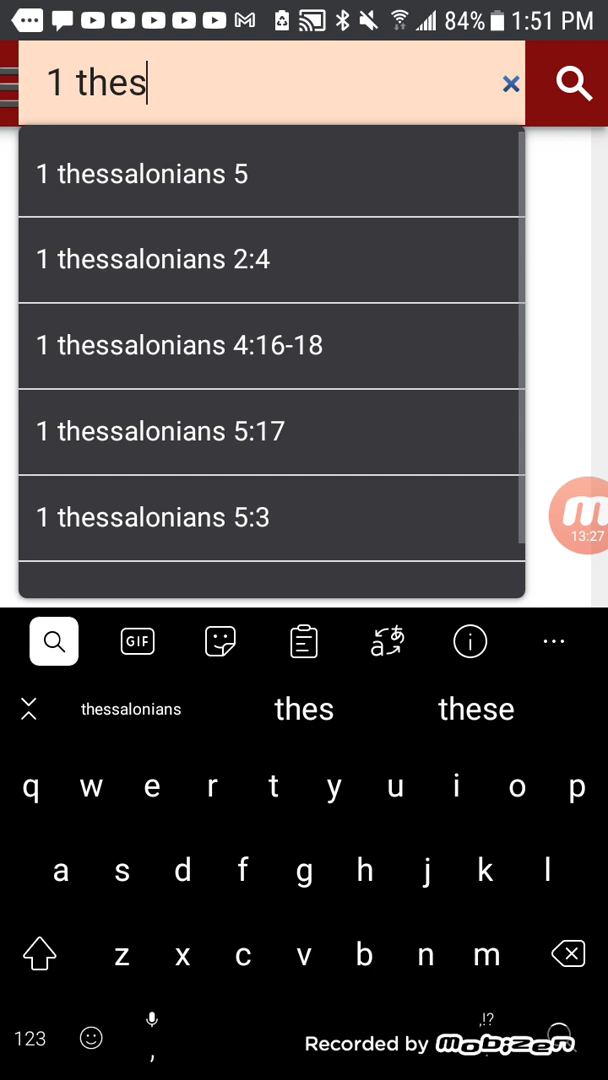 84% 1:51 PM
1 thes
1 thessalonians 5
1 thessalonians 2:4
1 thessalonians 4:16-18
1 thessalonians 5:17
1 thessalonians 5:3
13:27
GIF
thessalonians thes these
q w e r t y u i o p
a s d f g h j k l
z x c v b n m
123 , ,!?
Recorded by mobizen